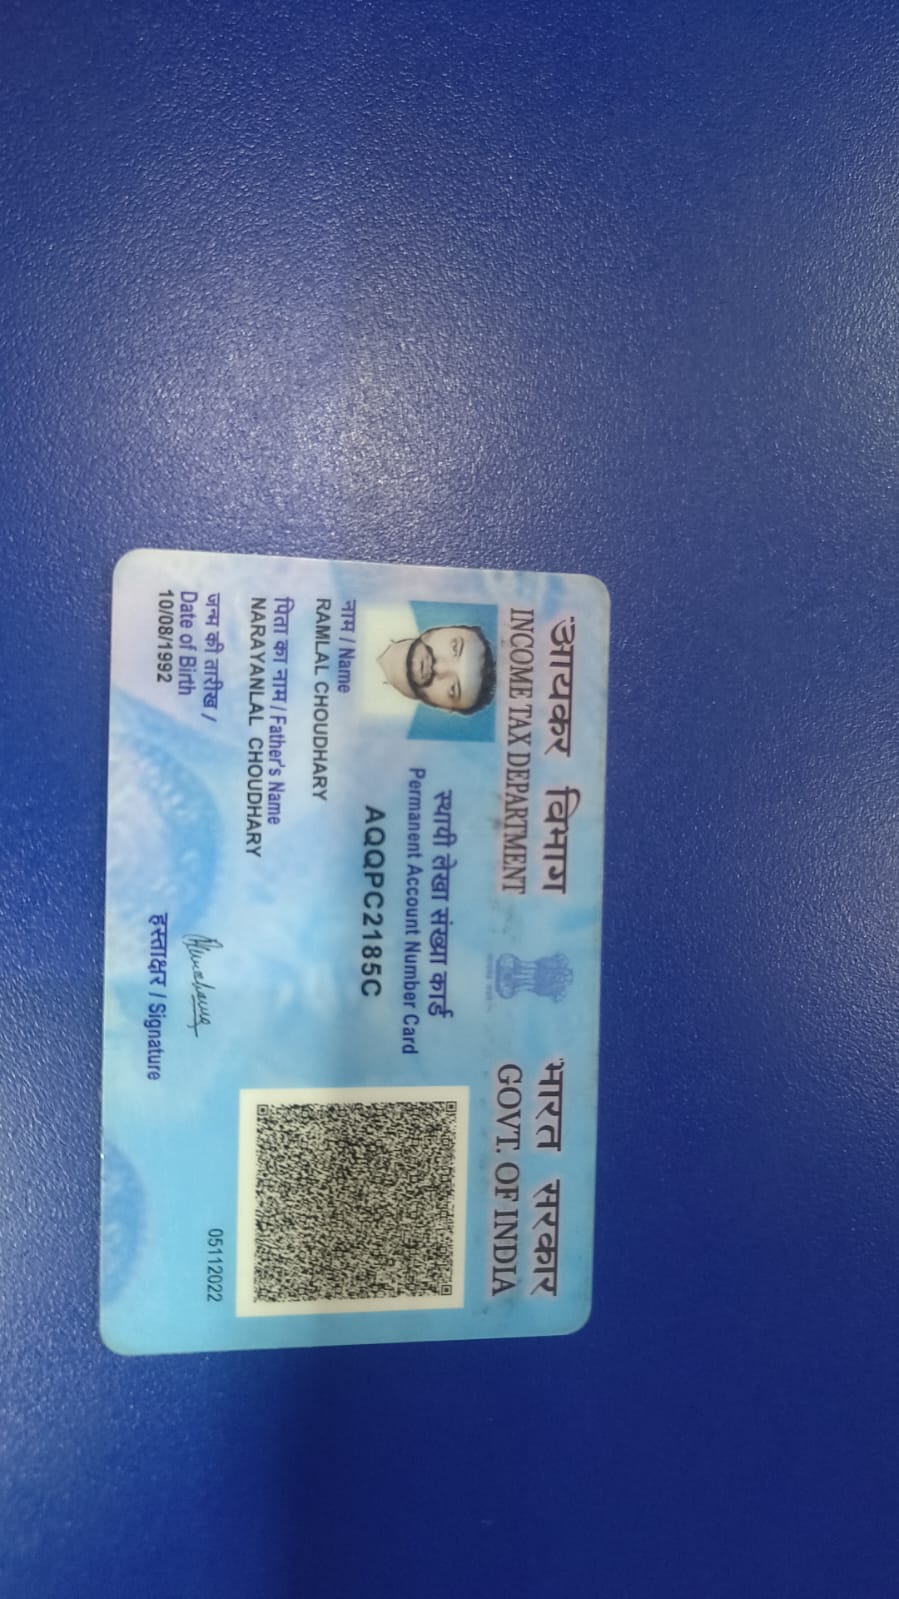 आयकर विभाग
INCOME TAX DEPARTMENT
भारत सरकार
GOVT. OF INDIA
स्थायी लेखा संख्या कार्ड
Permanent Account Number Card
AQQPC2185C
नाम / Name
RAMLAL CHOUDHARY
पिता का नाम / Father's Name
NARAYANLAL CHOUDHARY
जन्म की तारीख /
Date of Birth
10/08/1992
हस्ताक्षर / Signature
05112022